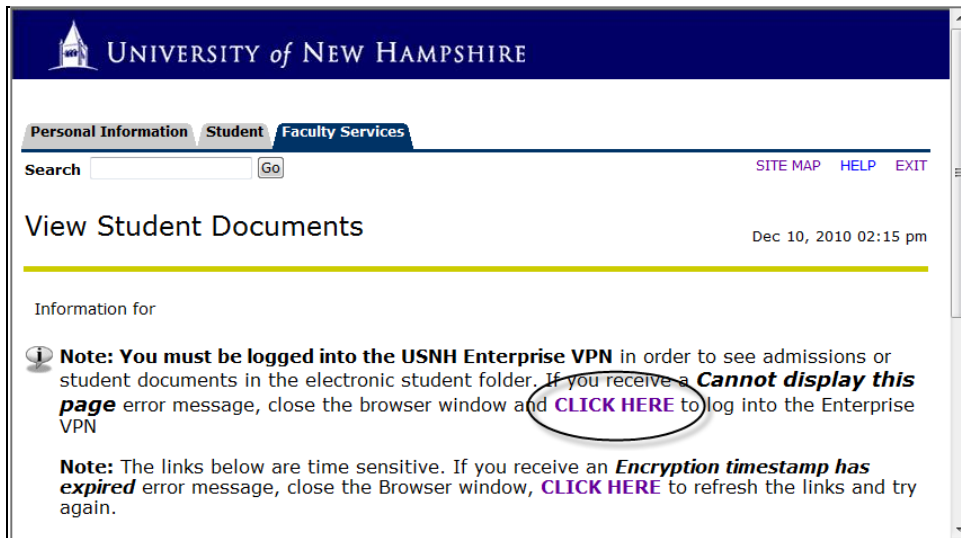 UNIVERSITY of NEW HAMPSHIRE
Personal Information Student Faculty Services
Search Go SITE MAP HELP EXIT
View Student Documents
Dec 10, 2010 02:15 pm
Information for
Note: You must be logged into the USNH Enterprise VPN in order to see admissions or
student documents in the electronic student folder. If you receive a Cannot display this
page error message, close the browser window and CLICK HERE to log into the Enterprise
VPN
Note: The links below are time sensitive. If you receive an Encryption timestamp has
expired error message, close the Browser window, CLICK HERE to refresh the links and try
again.